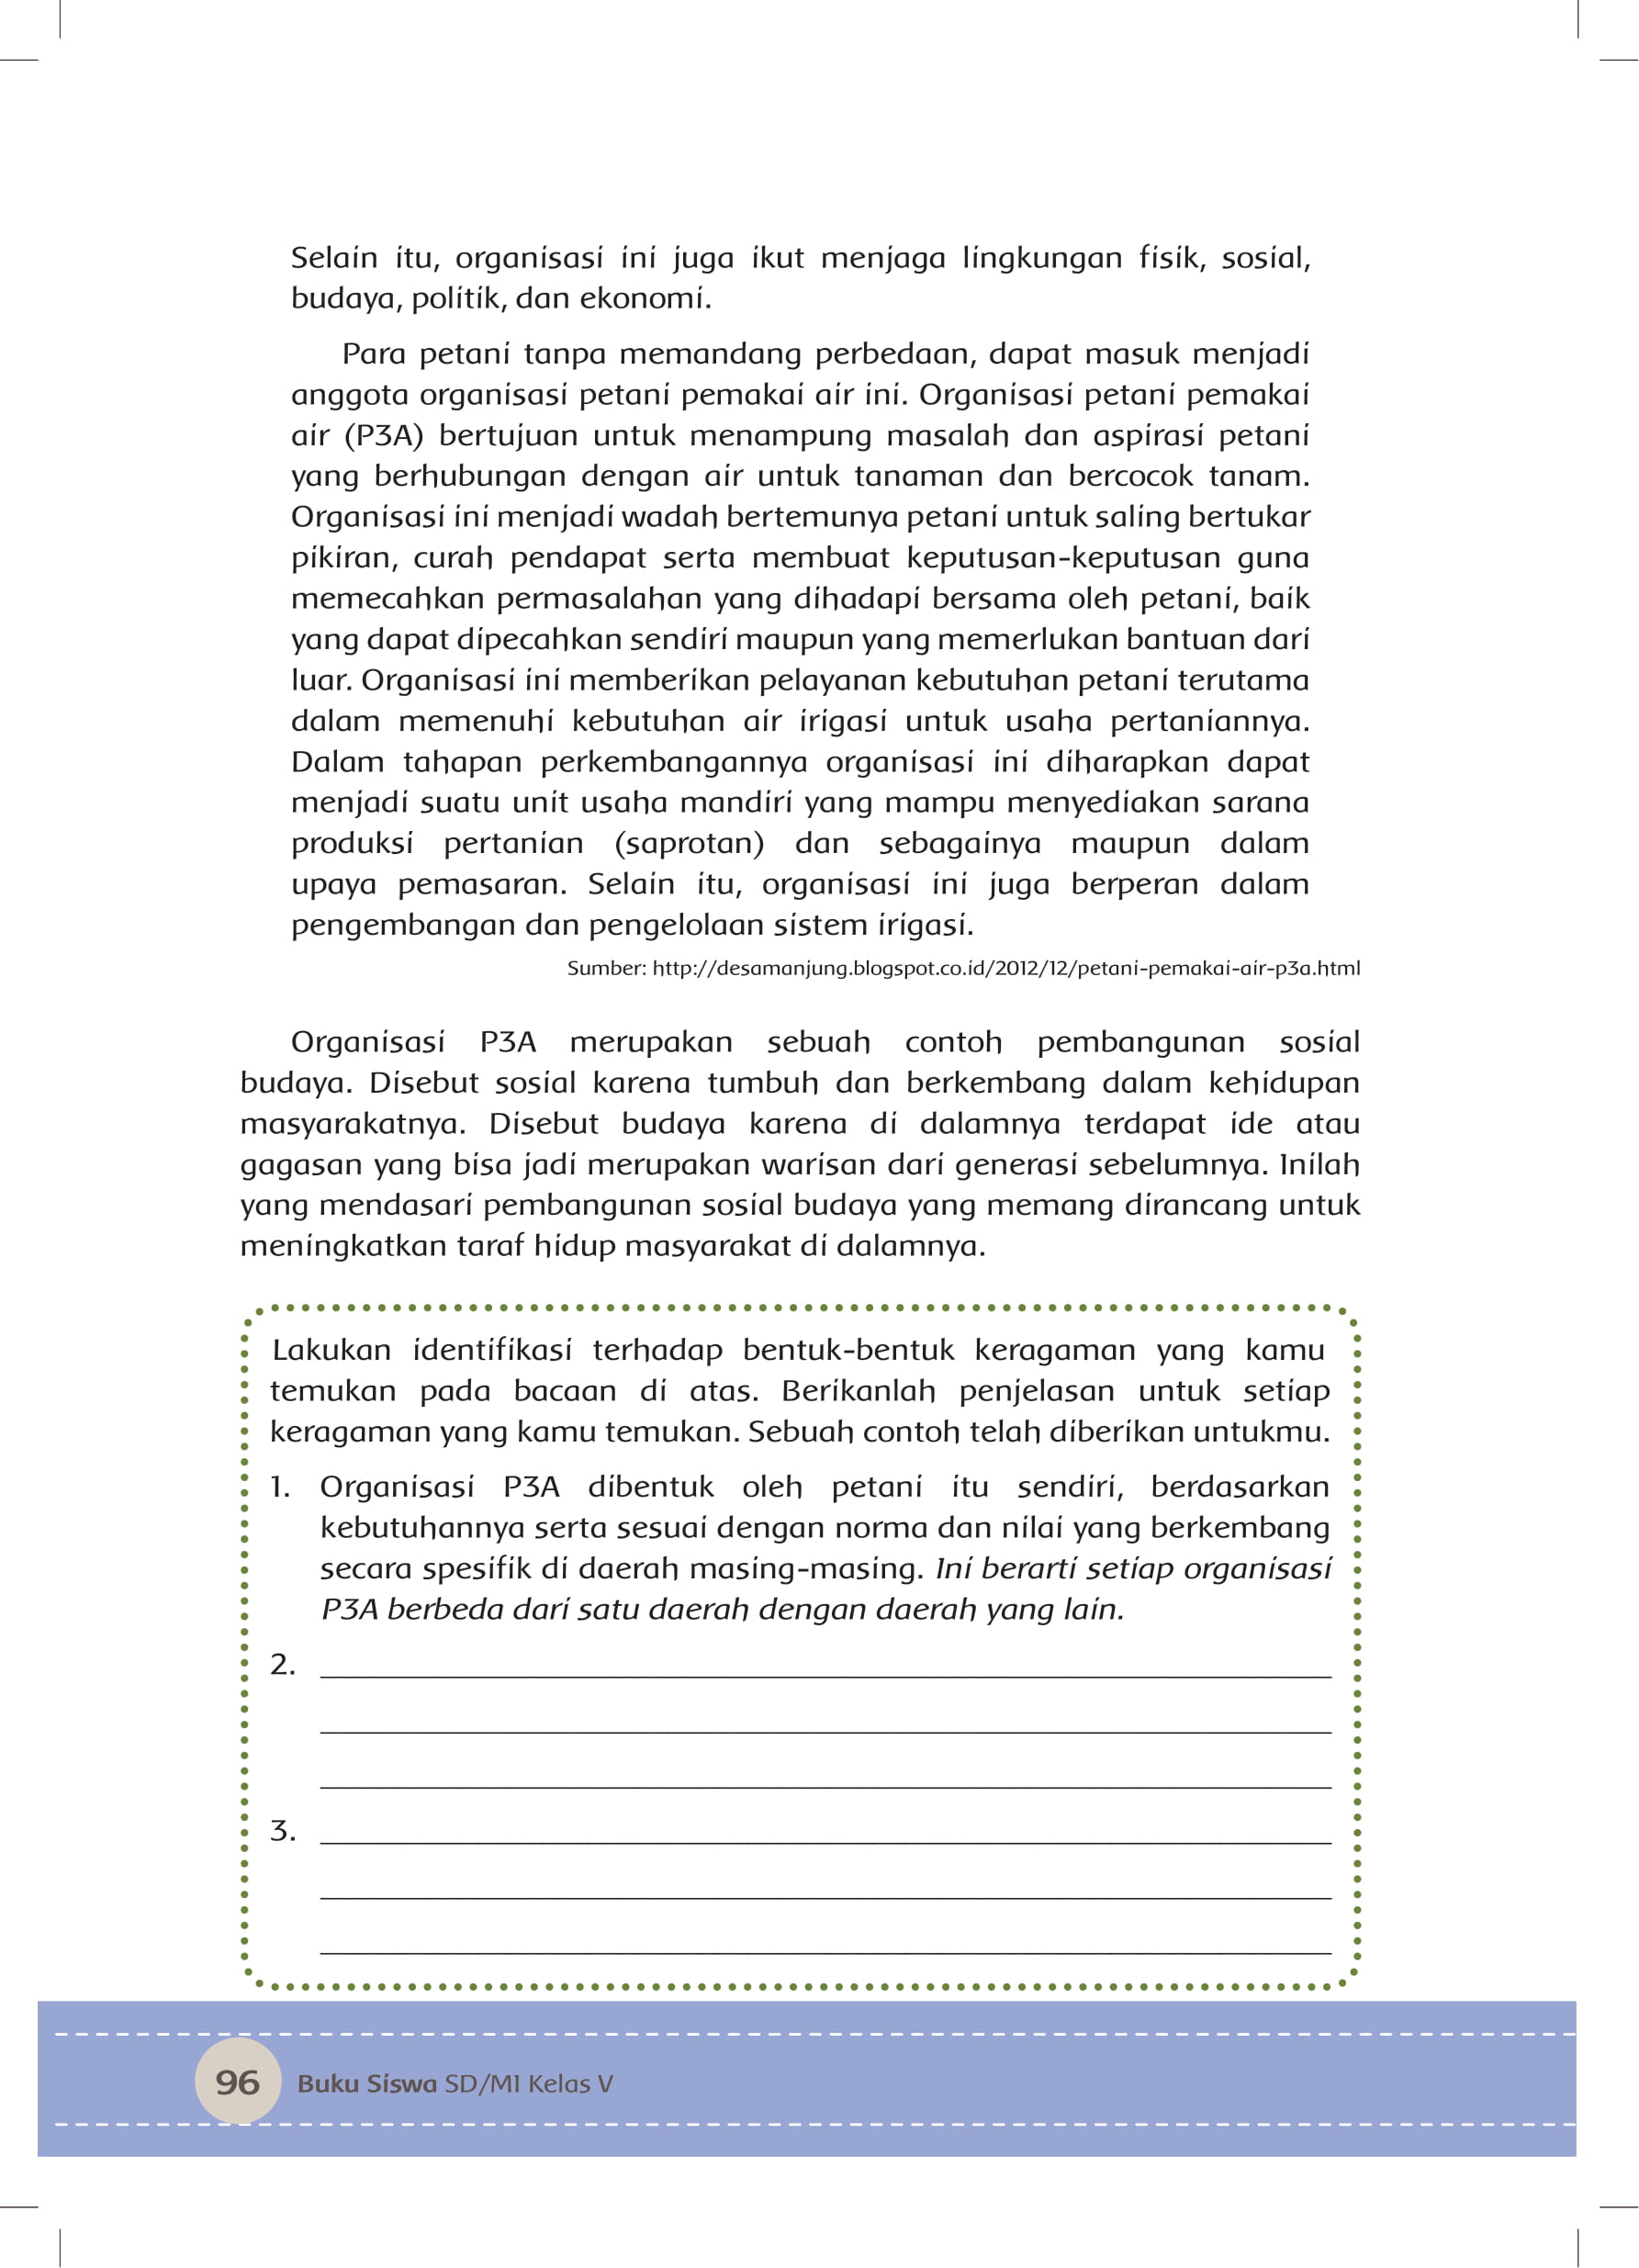 Selain itu, organisasi ini juga ikut menjaga lingkungan fisik, sosial,
budaya, politik, dan ekonomi.
Para petani tanpa memandang perbedaan, dapat masuk menjadi
anggota organisasi petani pemakai air ini. Organisasi petani pemakai
air (P3A) bertujuan untuk menampung masalah dan aspirasi petani
yang berhubungan dengan air untuk tanaman dan bercocok tanam.
Organisasi ini menjadi wadah bertemunya petani untuk saling bertukar
pikiran, curah pendapat serta membuat keputusan-keputusan guna
memecahkan permasalahan yang dihadapi bersama oleh petani, baik
yang dapat dipecahkan sendiri maupun yang memerlukan bantuan dari
luar. Organisasi ini memberikan pelayanan kebutuhan petani terutama
dalam memenuhi kebutuhan air irigasi untuk usaha pertaniannya.
Dalam tahapan perkembangannya organisasi ini diharapkan dapat
menjadi suatu unit usaha mandiri yang mampu menyediakan sarana
produksi pertanian (saprotan) dan sebagainya maupun dalam
upaya pemasaran. Selain itu, organisasi ini juga berperan dalam
pengembangan dan pengelolaan sistem irigasi.
Sumber: http://desamanjung.blogspot.co.id/2012/12/petani-pemakai-air-p3a.html
Organisasi P3A merupakan sebuah contoh pembangunan sosial
budaya. Disebut sosial karena tumbuh dan berkembang dalam kehidupan
masyarakatnya. Disebut budaya karena di dalamnya terdapat ide atau
gagasan yang bisa jadi merupakan warisan dari generasi sebelumnya. Inilah
yang mendasari pembangunan sosial budaya yang memang dirancang untuk
meningkatkan taraf hidup masyarakat di dalamnya.
Lakukan identifikasi terhadap bentuk-bentuk keragaman yang kamu
temukan pada bacaan di atas. Berikanlah penjelasan untuk setiap
keragaman yang kamu temukan. Sebuah contoh telah diberikan untukmu.
1. Organisasi P3A dibentuk oleh petani itu sendiri, berdasarkan
kebutuhannya serta sesuai dengan norma dan nilai yang berkembang
secara spesifik di daerah masing-masing. Ini berarti setiap organisasi
P3A berbeda dari satu daerah dengan daerah yang lain.
2.
3.
96 Buku Siswa SD/MI Kelas V